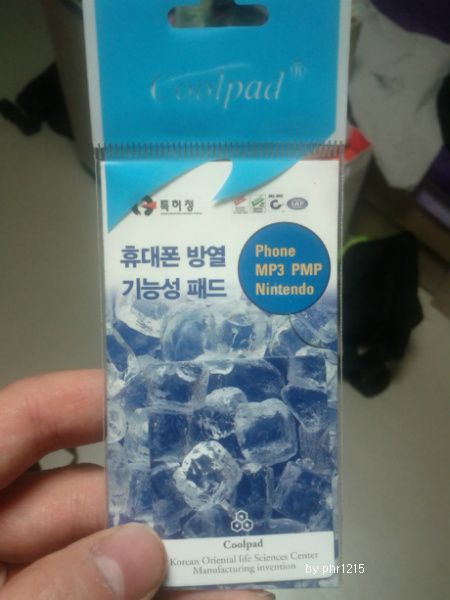 Coolpad®
특허청
IAF
휴대폰 방열
기능성 패드
Phone
MP3 PMP
Nintendo
Coolpad
Korean Oriental life Sciences Center
Manufacturing invention
by phr1215